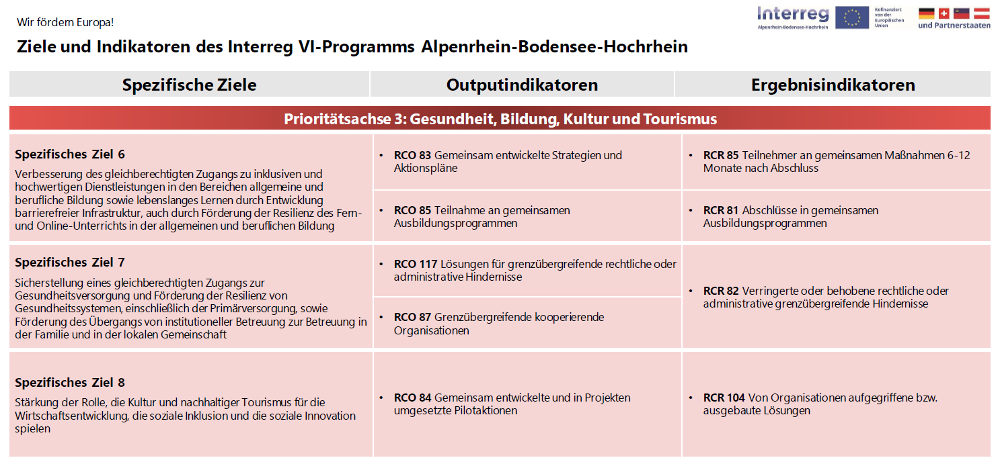 Wir fördern Europa!
Interreg
Alpenrhein-Bodensee-Hochrhein
Kofinanziert
von der
Europäischen
Union
und Partnerstaaten
Ziele und Indikatoren des Interreg VI-Programms Alpenrhein-Bodensee-Hochrhein
Spezifische Ziele
Outputindikatoren
Ergebnisindikatoren
Prioritätsachse 3: Gesundheit, Bildung, Kultur und Tourismus
Spezifisches Ziel 6
Verbesserung des gleichberechtigten Zugangs zu inklusiven und
hochwertigen Dienstleistungen in den Bereichen allgemeine und
berufliche Bildung sowie lebenslanges Lernen durch Entwicklung
barrierefreier Infrastruktur, auch durch Förderung der Resilienz des Fern-
und Online-Unterrichts in der allgemeinen und beruflichen Bildung
• RCO 83 Gemeinsam entwickelte Strategien und
Aktionspläne
• RCR 85 Teilnehmer an gemeinsamen Maßnahmen 6-12
Monate nach Abschluss
• RCO 85 Teilnahme an gemeinsamen
Ausbildungsprogrammen
• RCR 81 Abschlüsse in gemeinsamen
Ausbildungsprogrammen
Spezifisches Ziel 7
Sicherstellung eines gleichberechtigten Zugangs zur
Gesundheitsversorgung und Förderung der Resilienz von
Gesundheitssystemen, einschließlich der Primärversorgung, sowie
Förderung des Übergangs von institutioneller Betreuung zur Betreuung in
der Familie und in der lokalen Gemeinschaft
• RCO 117 Lösungen für grenzübergreifende rechtliche oder
administrative Hindernisse
• RCO 87 Grenzübergreifende kooperierende
Organisationen
• RCR 82 Verringerte oder behobene rechtliche oder
administrative grenzübergreifende Hindernisse
Spezifisches Ziel 8
Stärkung der Rolle, die Kultur und nachhaltiger Tourismus für die
Wirtschaftsentwicklung, die soziale Inklusion und die soziale Innovation
spielen
• RCO 84 Gemeinsam entwickelte und in Projekten
umgesetzte Pilotaktionen
• RCR 104 Von Organisationen aufgegriffene bzw.
ausgebaute Lösungen